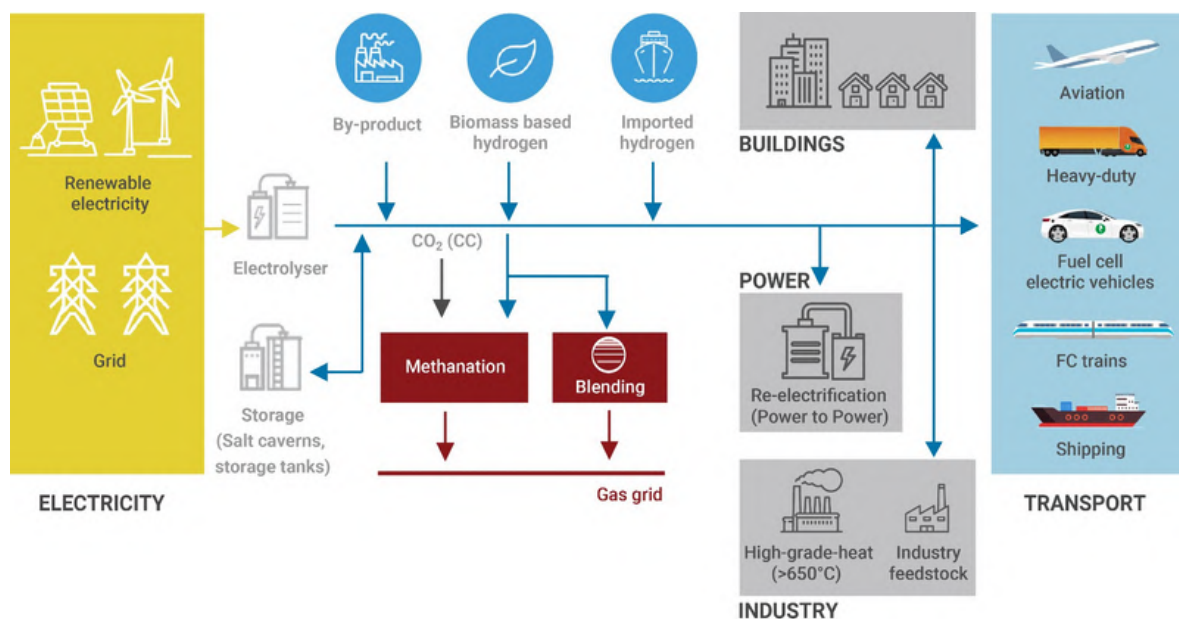 Renewable
electricity
Grid
ELECTRICITY
Electrolyser
Storage
(Salt caverns,
storage tanks)
By-product
Biomass based
hydrogen
Imported
hydrogen
CO₂ (CC)
Methanation
Blending
Gas grid
BUILDINGS
POWER
Re-electrification
(Power to Power)
High-grade-heat
(>650°C)
Industry
feedstock
INDUSTRY
Aviation
Heavy-duty
Fuel cell
electric vehicles
FC trains
Shipping
TRANSPORT